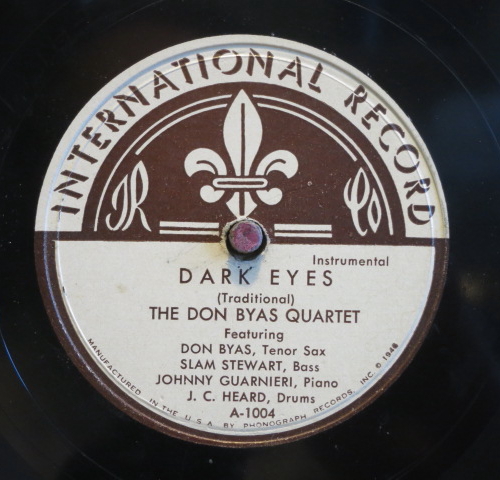 INTERNATIONAL RECORD
IR Co
Instrumental
DARK EYES
(Traditional)
THE DON BYAS QUARTET
Featuring
DON BYAS, Tenor Sax
SLAM STEWART, Bass
JOHNNY GUARNIERI, Piano
J. C. HEARD, Drums
A-1004
MANUFACTURED IN THE U.S.A. BY PHONOGRAPH RECORDS, INC © 1948